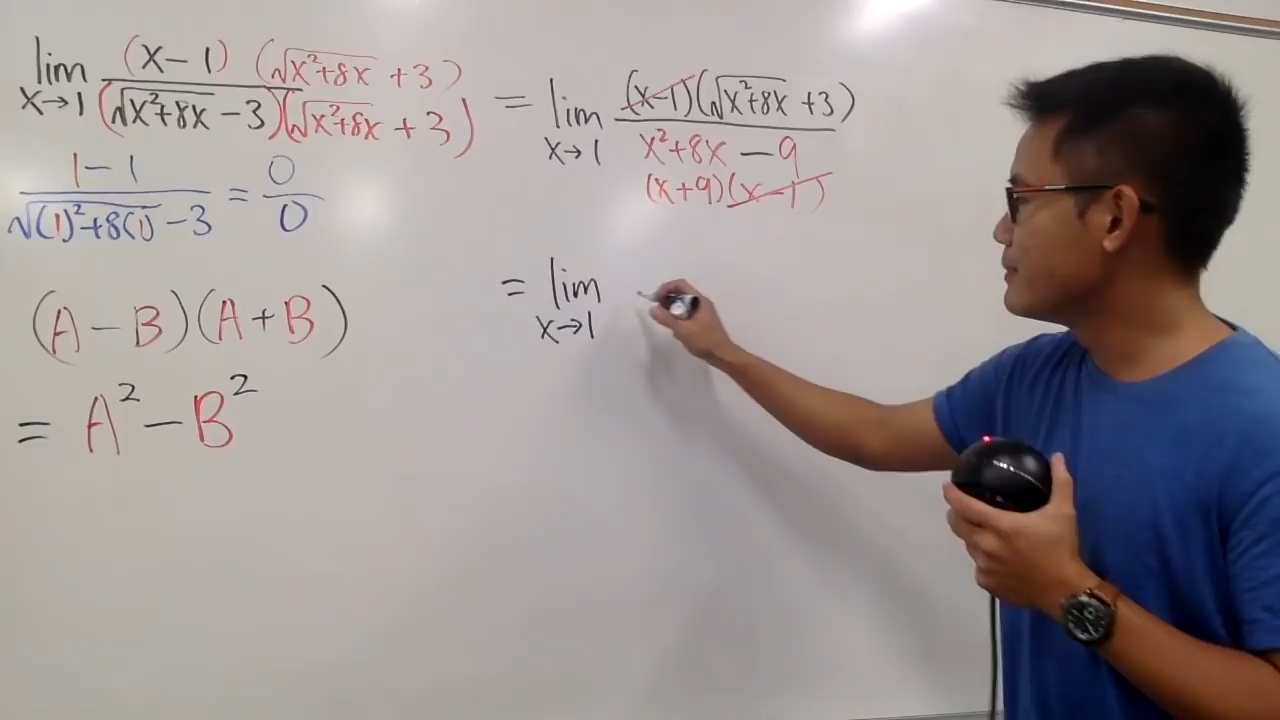 lim (x-1) (√x²+8x +3)
x→1 (√x²+8x -3)(√x²+8x +3)
1-1
√(1)²+8(1) -3 = 0
0
(A-B)(A+B)
= A²-B²
= lim (x-1)(√x²+8x +3)
x→1 x²+8x -9
(x+9)(x-1)
= lim
x→1